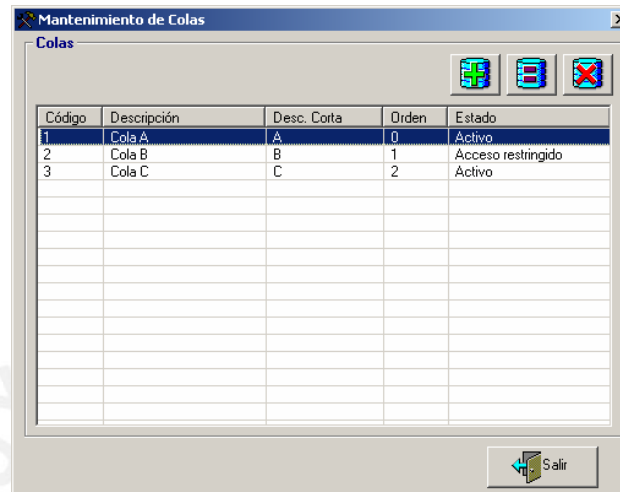 Mantenimiento de Colas
Colas
Código Descripción Desc. Corta Orden Estado
1 Cola A A 0 Activo
2 Cola B B 1 Acceso restringido
3 Cola C C 2 Activo
Salir